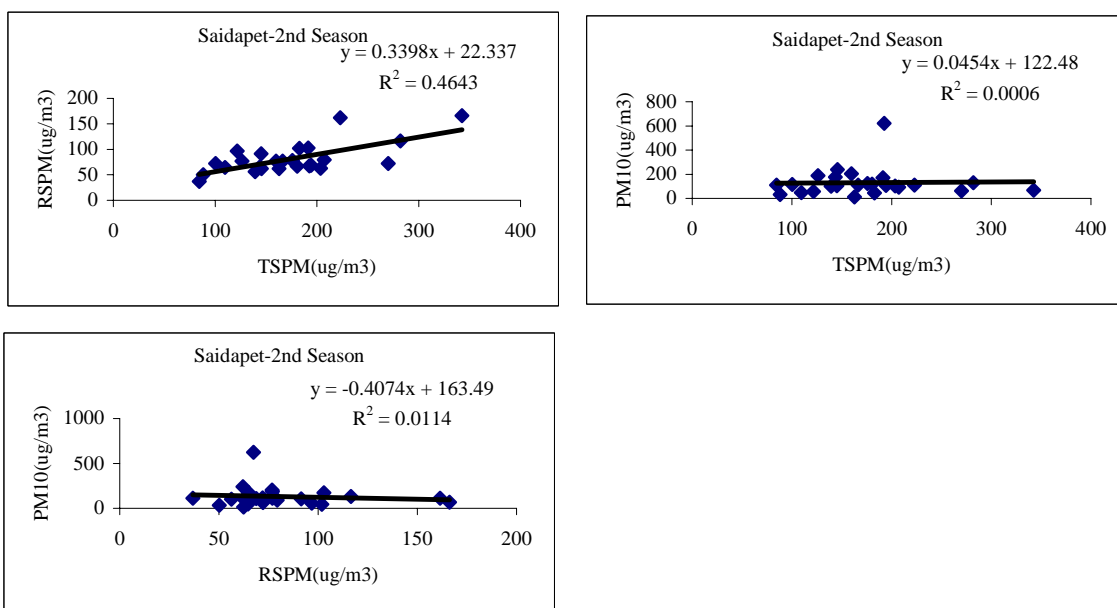 Saidapet-2nd Season
y = 0.3398x + 22.337
R² = 0.4643
200
150
100
50
0
0 100 200 300 400
RSPM(ug/m3)
TSPM(ug/m3)
Saidapet-2nd Season
y = 0.0454x + 122.48
R² = 0.0006
800
600
400
200
0
0 100 200 300 400
PM10(ug/m3)
TSPM(ug/m3)
Saidapet-2nd Season
y = -0.4074x + 163.49
R² = 0.0114
1000
500
0
0 50 100 150 200
PM10(ug/m3)
RSPM(ug/m3)